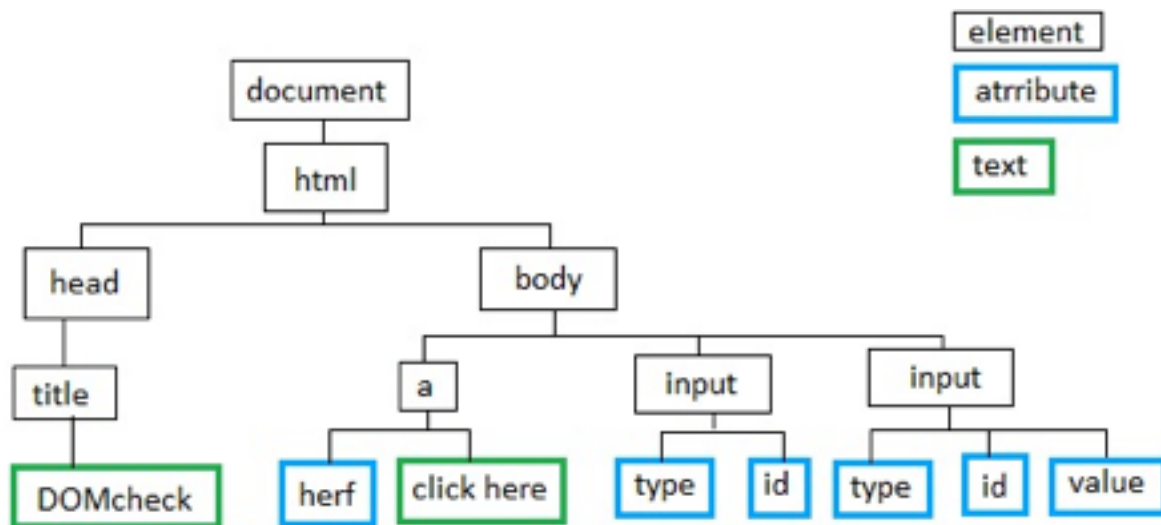 element
atrribute
text
document
html
head
body
title
a
input
input
DOMcheck
herf
click here
type
id
type
id
value